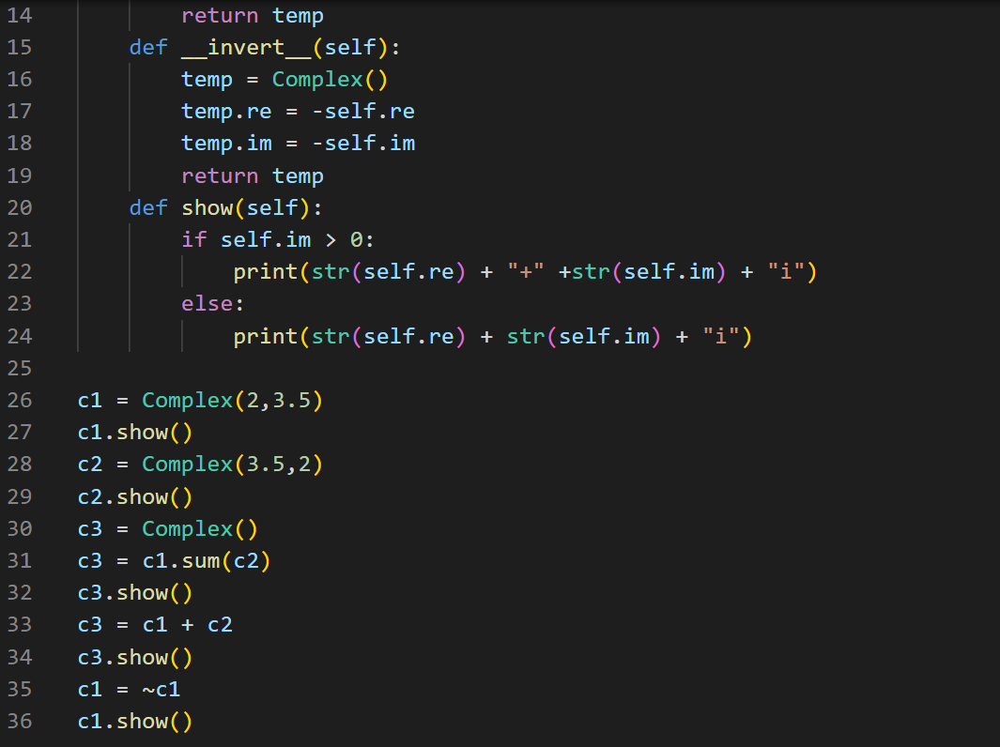 14 return temp
15 def __invert__(self):
16 temp = Complex()
17 temp.re = -self.re
18 temp.im = -self.im
19 return temp
20 def show(self):
21 if self.im > 0:
22 print(str(self.re) + "+" +str(self.im) + "i")
23 else:
24 print(str(self.re) + str(self.im) + "i")
25
26 c1 = Complex(2,3.5)
27 c1.show()
28 c2 = Complex(3.5,2)
29 c2.show()
30 c3 = Complex()
31 c3 = c1.sum(c2)
32 c3.show()
33 c3 = c1 + c2
34 c3.show()
35 c1 = ~c1
36 c1.show()